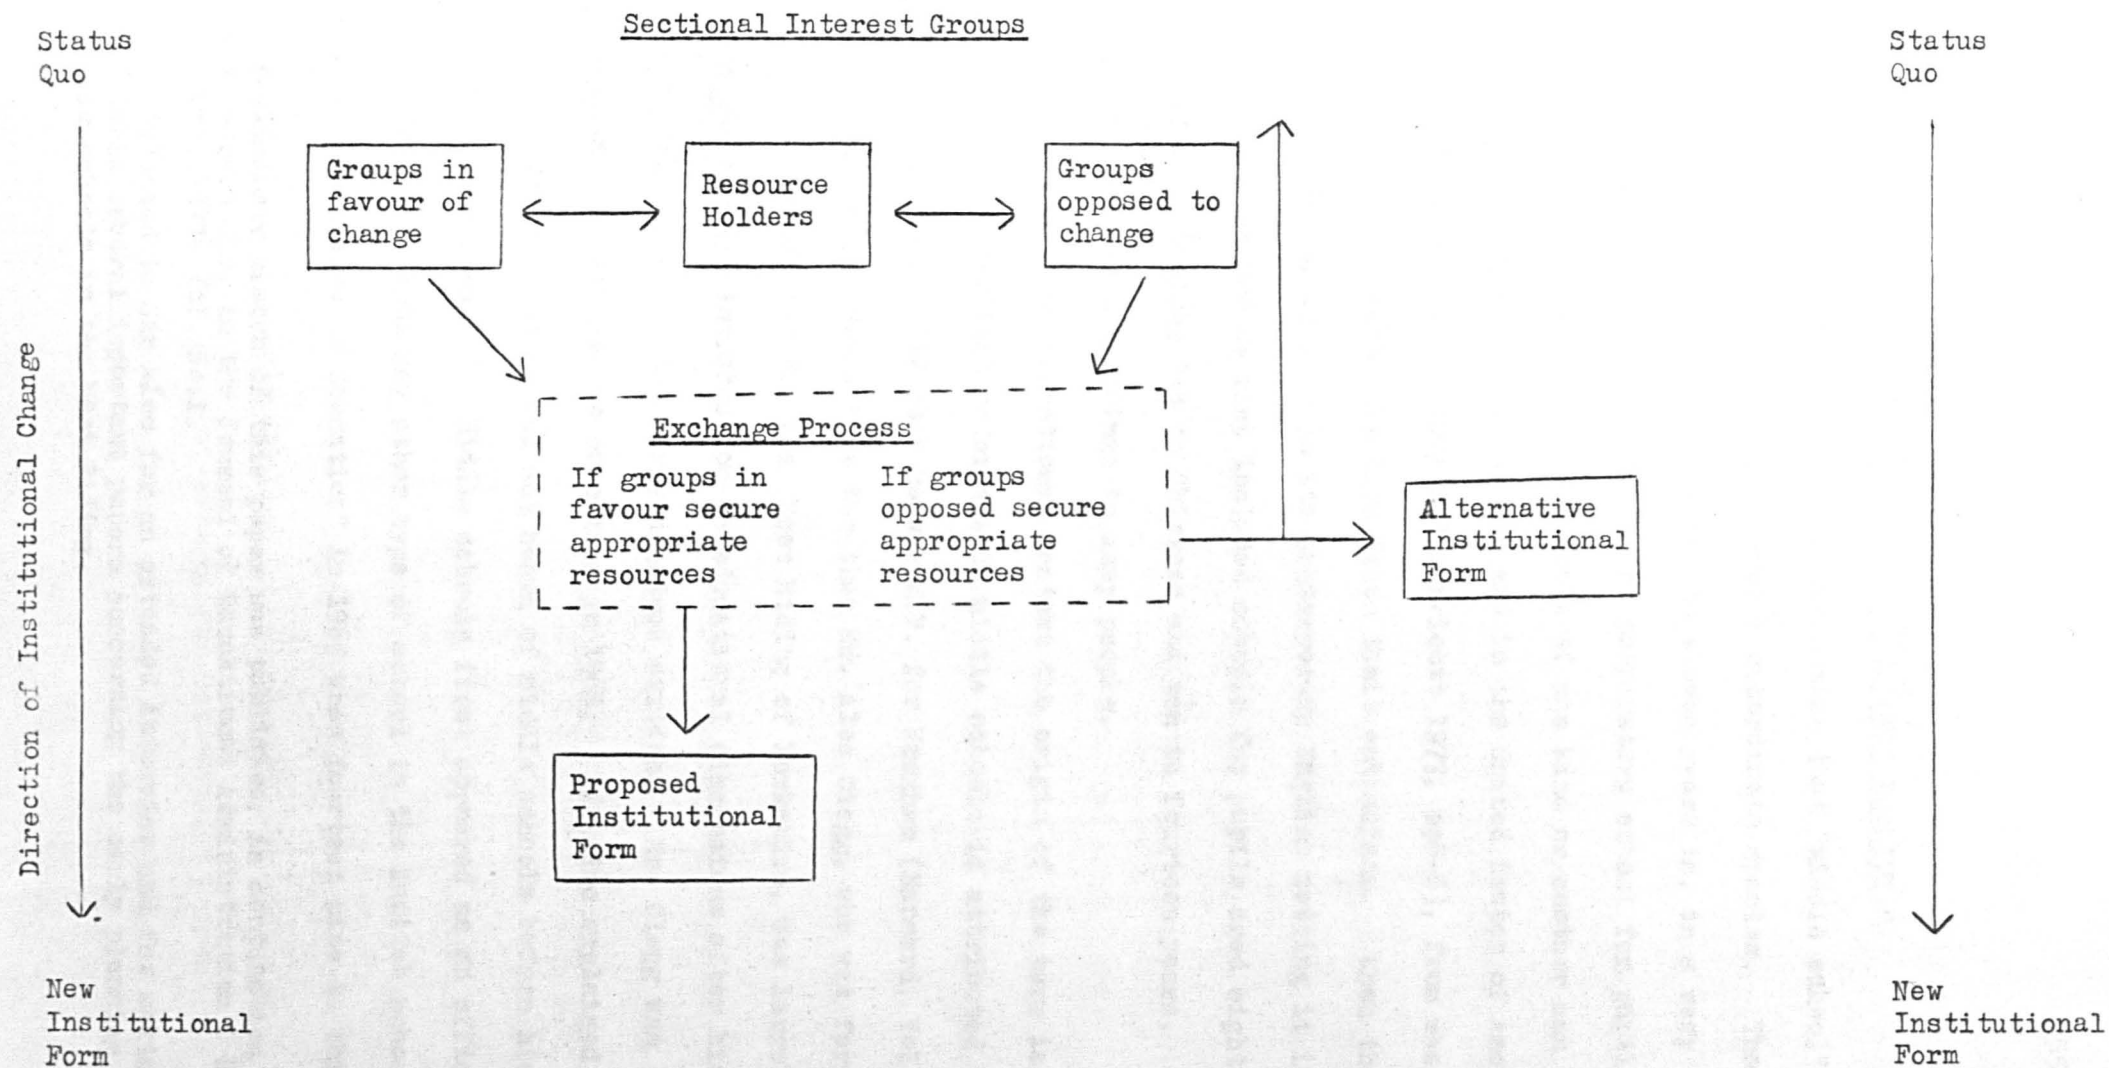 Sectional Interest Groups
Status
Quo
Status
Quo
Groups in
favour of
change
Resource
Holders
Groups
opposed to
change
Direction of Institutional Change
Exchange Process
If groups in
favour secure
appropriate
resources
If groups
opposed secure
appropriate
resources
Alternative
Institutional
Form
Proposed
Institutional
Form
New
Institutional
Form
New
Institutional
Form